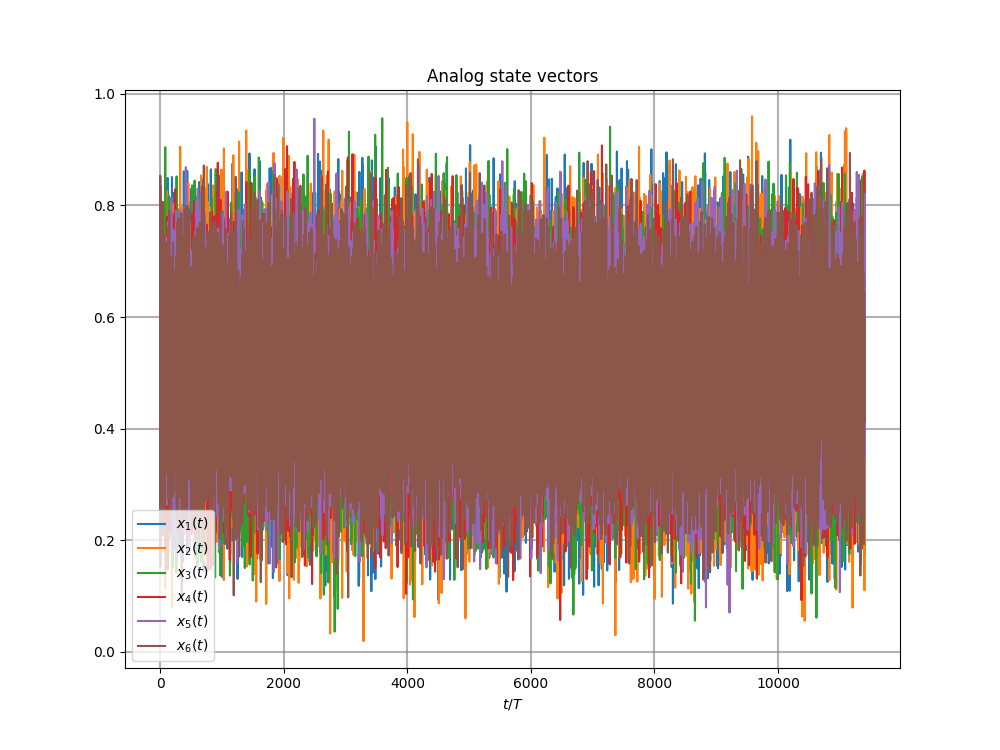 Analog state vectors
1.0
0.8
0.6
0.4
0.2
0.0
x₁(t)
x₂(t)
x₃(t)
x₄(t)
x₅(t)
x₆(t)
0 2000 4000 6000 8000 10000
t/T